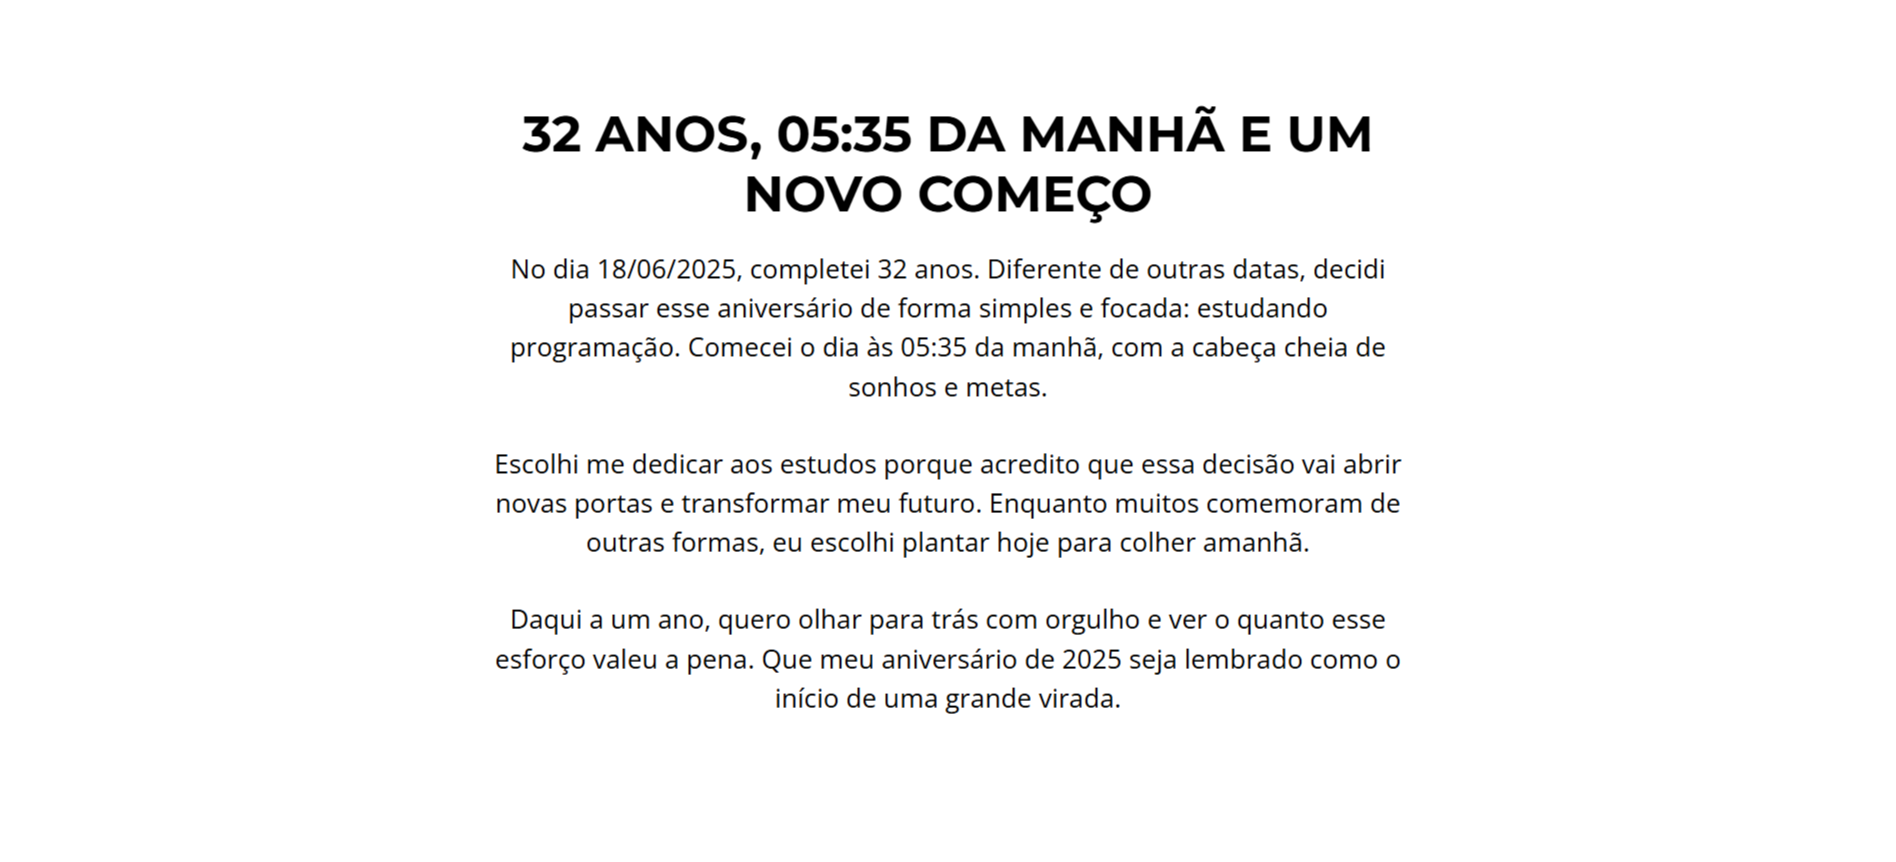 32 ANOS, 05:35 DA MANHÃ E UM
NOVO COMEÇO
No dia 18/06/2025, completei 32 anos. Diferente de outras datas, decidi
passar esse aniversário de forma simples e focada: estudando
programação. Comecei o dia às 05:35 da manhã, com a cabeça cheia de
sonhos e metas.
Escolhi me dedicar aos estudos porque acredito que essa decisão vai abrir
novas portas e transformar meu futuro. Enquanto muitos comemoram de
outras formas, eu escolhi plantar hoje para colher amanhã.
Daqui a um ano, quero olhar para trás com orgulho e ver o quanto esse
esforço valeu a pena. Que meu aniversário de 2025 seja lembrado como o
início de uma grande virada.